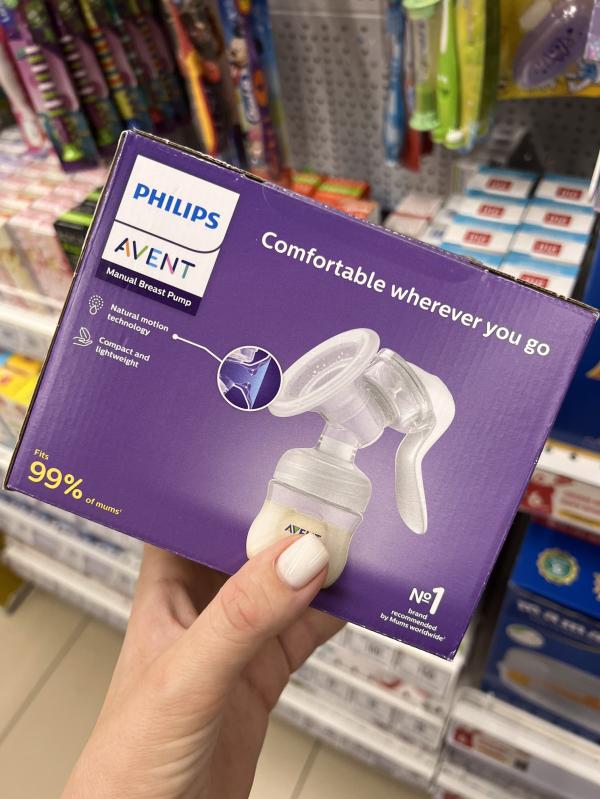 PHILIPS
AVENT
Manual Breast Pump
Comfortable wherever you go
Natural motion
technology
Compact and
lightweight
Fits
99% of mums¹
AVENT
Nº1
brand
recommended
by Mums worldwide²